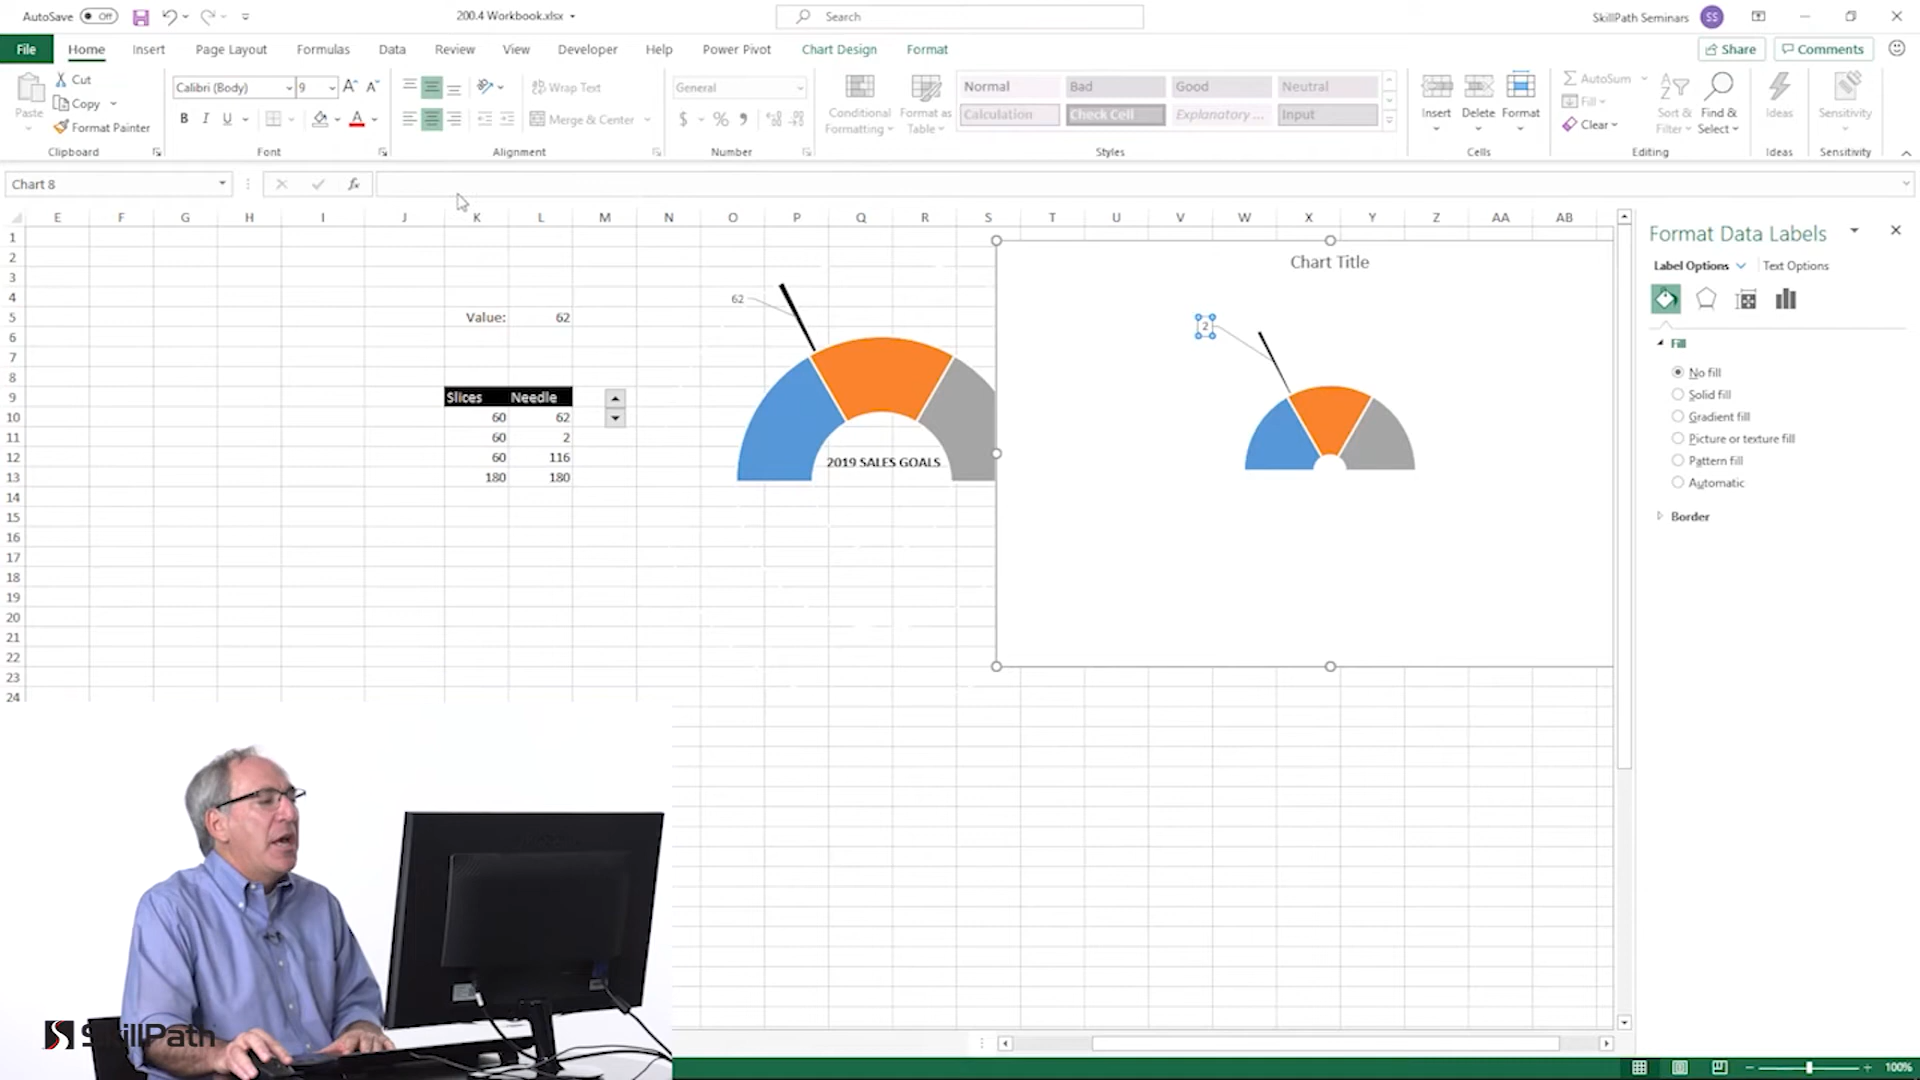 AutoSave Off 200.4 Workbook.xlsx Search SkillPath Seminars SS
File Home Insert Page Layout Formulas Data Review View Developer Help Power Pivot Chart Design Format Share Comments
Paste Cut Copy Format Painter
Calibri (Body) 9 A A
B I U A
Wrap Text
Merge & Center
General
$ % 9
Conditional Formatting Format as Table
Normal Bad Good Neutral
Calculation Check Cell Explanatory ... Input
Insert Delete Format
AutoSum Fill Clear
Sort & Filter Find & Select
Ideas Sensitivity
Clipboard Font Alignment Number Styles Cells Editing Ideas Sensitivity
Chart 8 fx
E F G H I J K L M N O P Q R S T U V W X Y Z AA AB
1
2
3
4
5 Value: 62
6
7
8
9 Slices Needle
10 60 62
11 60 2
12 60 116
13 180 180
14
15
16
17
18
19
20
21
22
23
24
62
2019 SALES GOALS
Chart Title
2
Format Data Labels
Label Options Text Options
Fill
No fill
Solid fill
Gradient fill
Picture or texture fill
Pattern fill
Automatic
Border
SkillPath
100%